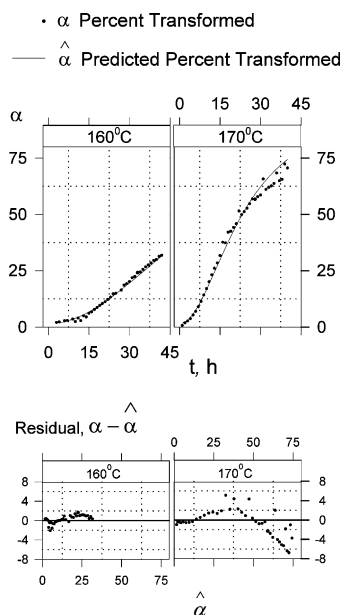 • α Percent Transformed
— α̂ Predicted Percent Transformed
0 15 30 45
α
160⁰C 170⁰C
75 75
50 50
25 25
0 0
0 15 30 45
t, h
Residual, α – α̂
0 25 50 75
160⁰C 170⁰C
8 8
4 4
0 0
-4 -4
-8 -8
0 25 50 75
α̂